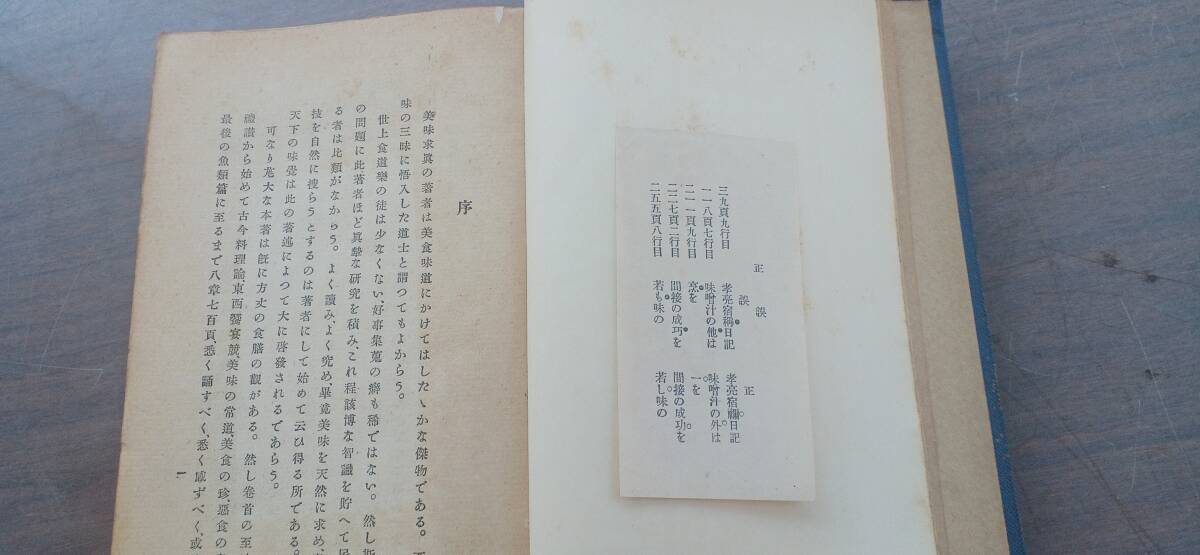 正誤
誤
正
三九頁九行目
孝亮宿稱日記
孝亮宿禰日記
一一八頁七行目
味噌汁の他は
味噌汁の外は
二一一頁九行目
烹を
一を
二二七頁二行目
間接の成巧を
間接の成功を
二五五頁八行目
若も味の
若し味の
序
美味求眞の著者は美食味道にかけてはしたゝかな傑物である。
味の三昧に悟入した道士と謂つてもよからう。
世上食道樂の徒は少なくない、好事集蒐の癖も稀ではない。然し
の問題に此著者ほど眞摯な研究を積み、これ程該博な智識を貯へて
る者は比類がなからう。よく讀み、よく究め、畢竟美味を天然に求め、
技を自然に捜らうとするのは著者にして始めて云ひ得る所である。
天下の味覺は此の著述によつて大に啓發されるであらう。
可なり尨大な本著は旣に方丈の食膳の觀がある。然し卷首の至
議から始めて古今料理論、東西饗宴競、美味の常道、美食の珍、惡食の
最後の魚類篇に至るまで八章七百頁、悉く誦すべく、悉く味ずべく、或
1